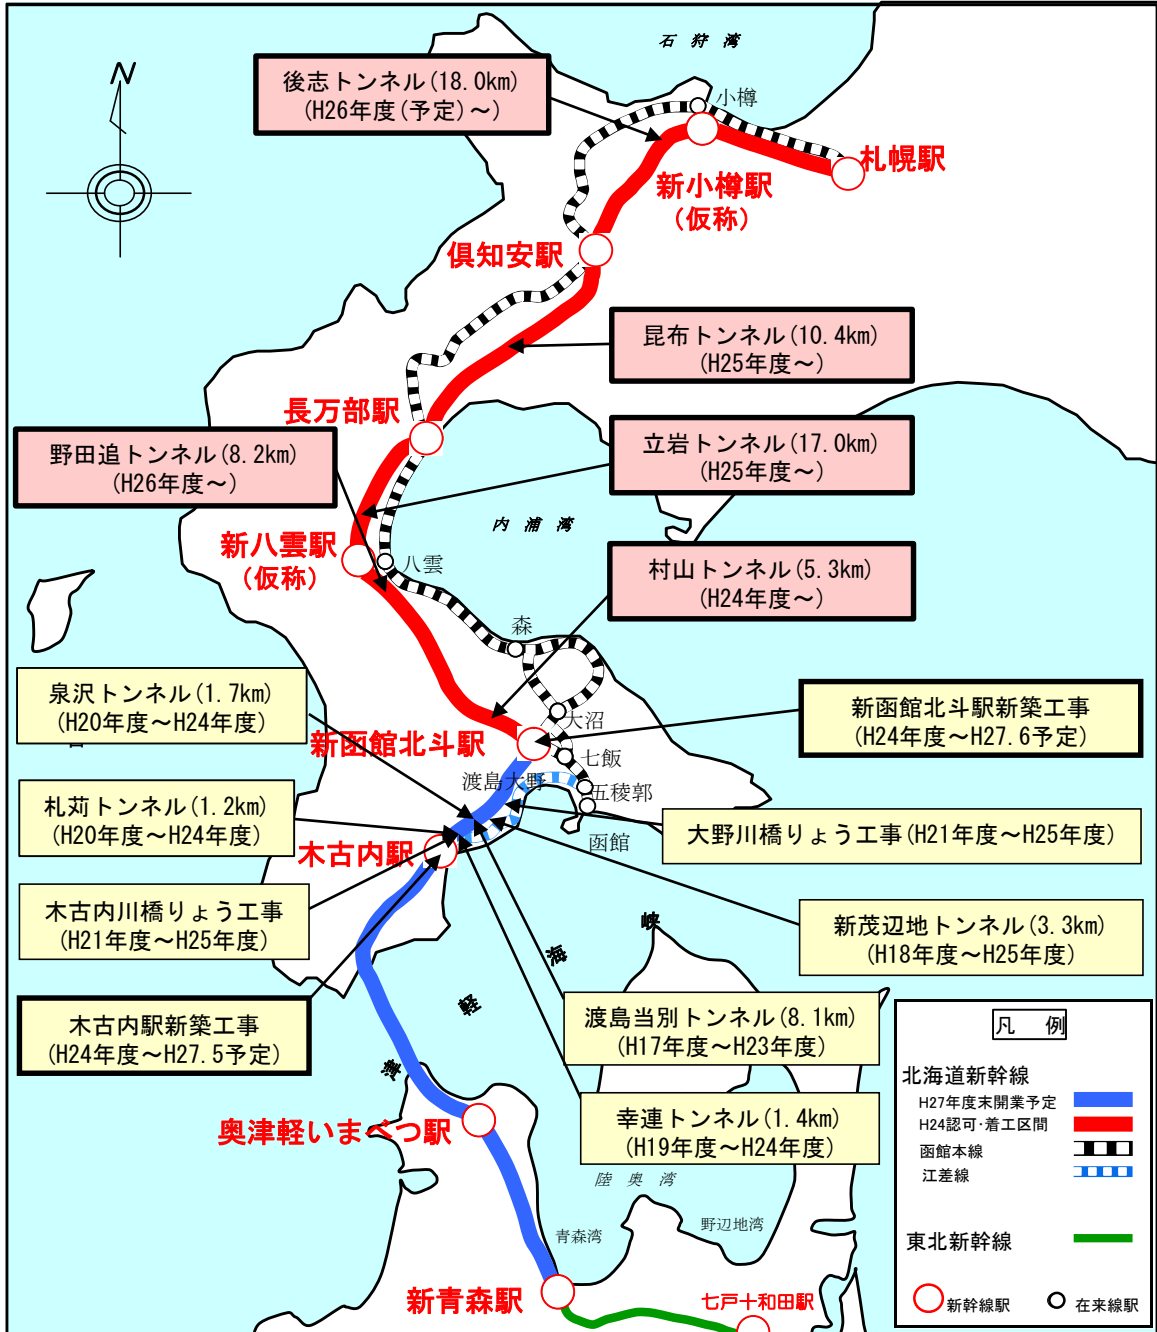 石狩湾
N
後志トンネル(18.0km)
(H26年度(予定)～)
小樽
札幌駅
新小樽駅
(仮称)
倶知安駅
昆布トンネル(10.4km)
(H25年度～)
長万部駅
野田追トンネル(8.2km)
(H26年度～)
立岩トンネル(17.0km)
(H25年度～)
内浦湾
新八雲駅
(仮称)
八雲
村山トンネル(5.3km)
(H24年度～)
森
泉沢トンネル(1.7km)
(H20年度～H24年度)
新函館北斗駅新築工事
(H24年度～H27.6予定)
大沼
新函館北斗駅
七飯
渡島大野
五稜郭
札苅トンネル(1.2km)
(H20年度～H24年度)
函館
大野川橋りょう工事(H21年度～H25年度)
木古内駅
木古内川橋りょう工事
(H21年度～H25年度)
新茂辺地トンネル(3.3km)
(H18年度～H25年度)
津軽海峡
木古内駅新築工事
(H24年度～H27.5予定)
渡島当別トンネル(8.1km)
(H17年度～H23年度)
幸連トンネル(1.4km)
(H19年度～H24年度)
奥津軽いまべつ駅
陸奥湾
野辺地湾
青森湾
新青森駅
七戸十和田駅
凡例
北海道新幹線
H27年度末開業予定
H24認可・着工区間
函館本線
江差線
東北新幹線
新幹線駅
在来線駅